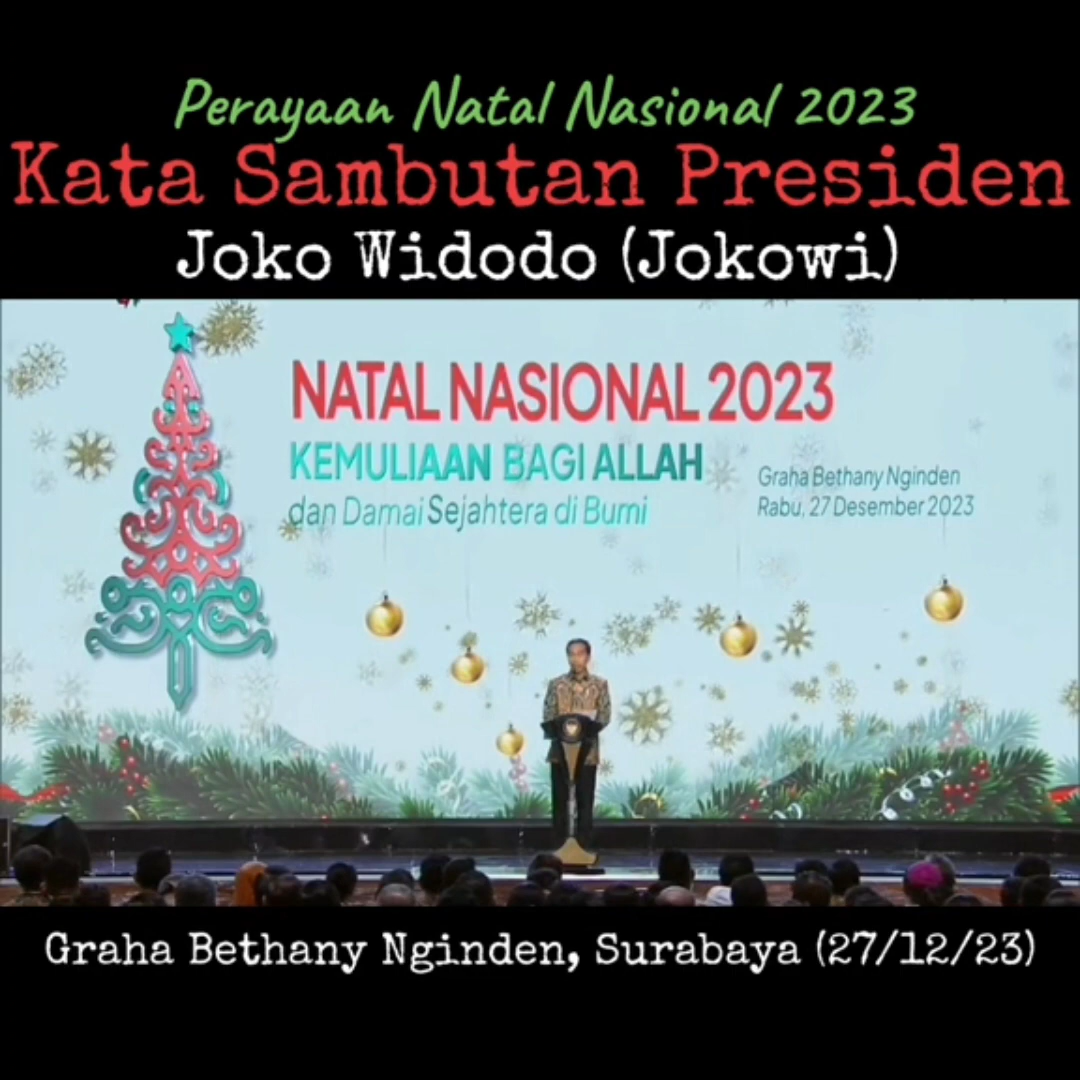 Perayaan Natal Nasional 2023
Kata Sambutan Presiden
Joko Widodo (Jokowi)
NATAL NASIONAL 2023
KEMULIAAN BAGI ALLAH
dan Damai Sejahtera di Bumi
Graha Bethany Nginden
Rabu, 27 Desember 2023
Graha Bethany Nginden, Surabaya (27/12/23)